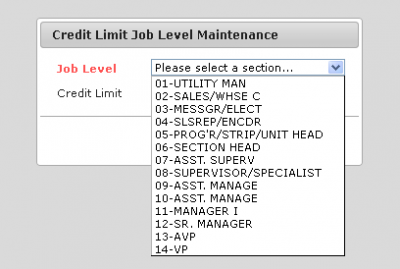 Credit Limit Job Level Maintenance
Job Level
Please select a section...
Credit Limit
01-UTILITY MAN
02-SALES/WHSE C
03-MESSGR/ELECT
04-SLSREP/ENCDR
05-PROG'R/STRIP/UNIT HEAD
06-SECTION HEAD
07-ASST. SUPERV
08-SUPERVISOR/SPECIALIST
09-ASST. MANAGE
10-ASST. MANAGE
11-MANAGER I
12-SR. MANAGER
13-AVP
14-VP